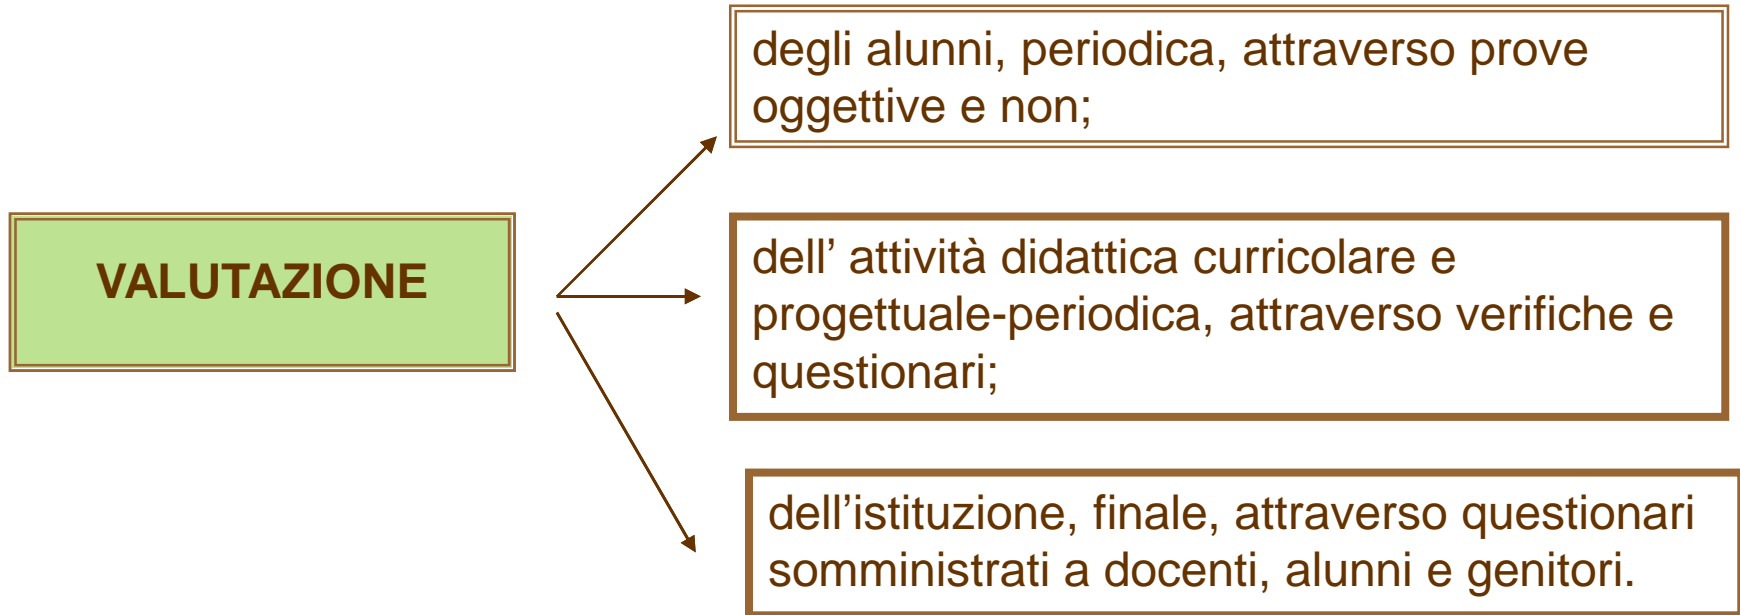 degli alunni, periodica, attraverso prove
oggettive e non;
VALUTAZIONE
dell’ attività didattica curricolare e
progettuale-periodica, attraverso verifiche e
questionari;
dell’istituzione, finale, attraverso questionari
somministrati a docenti, alunni e genitori.